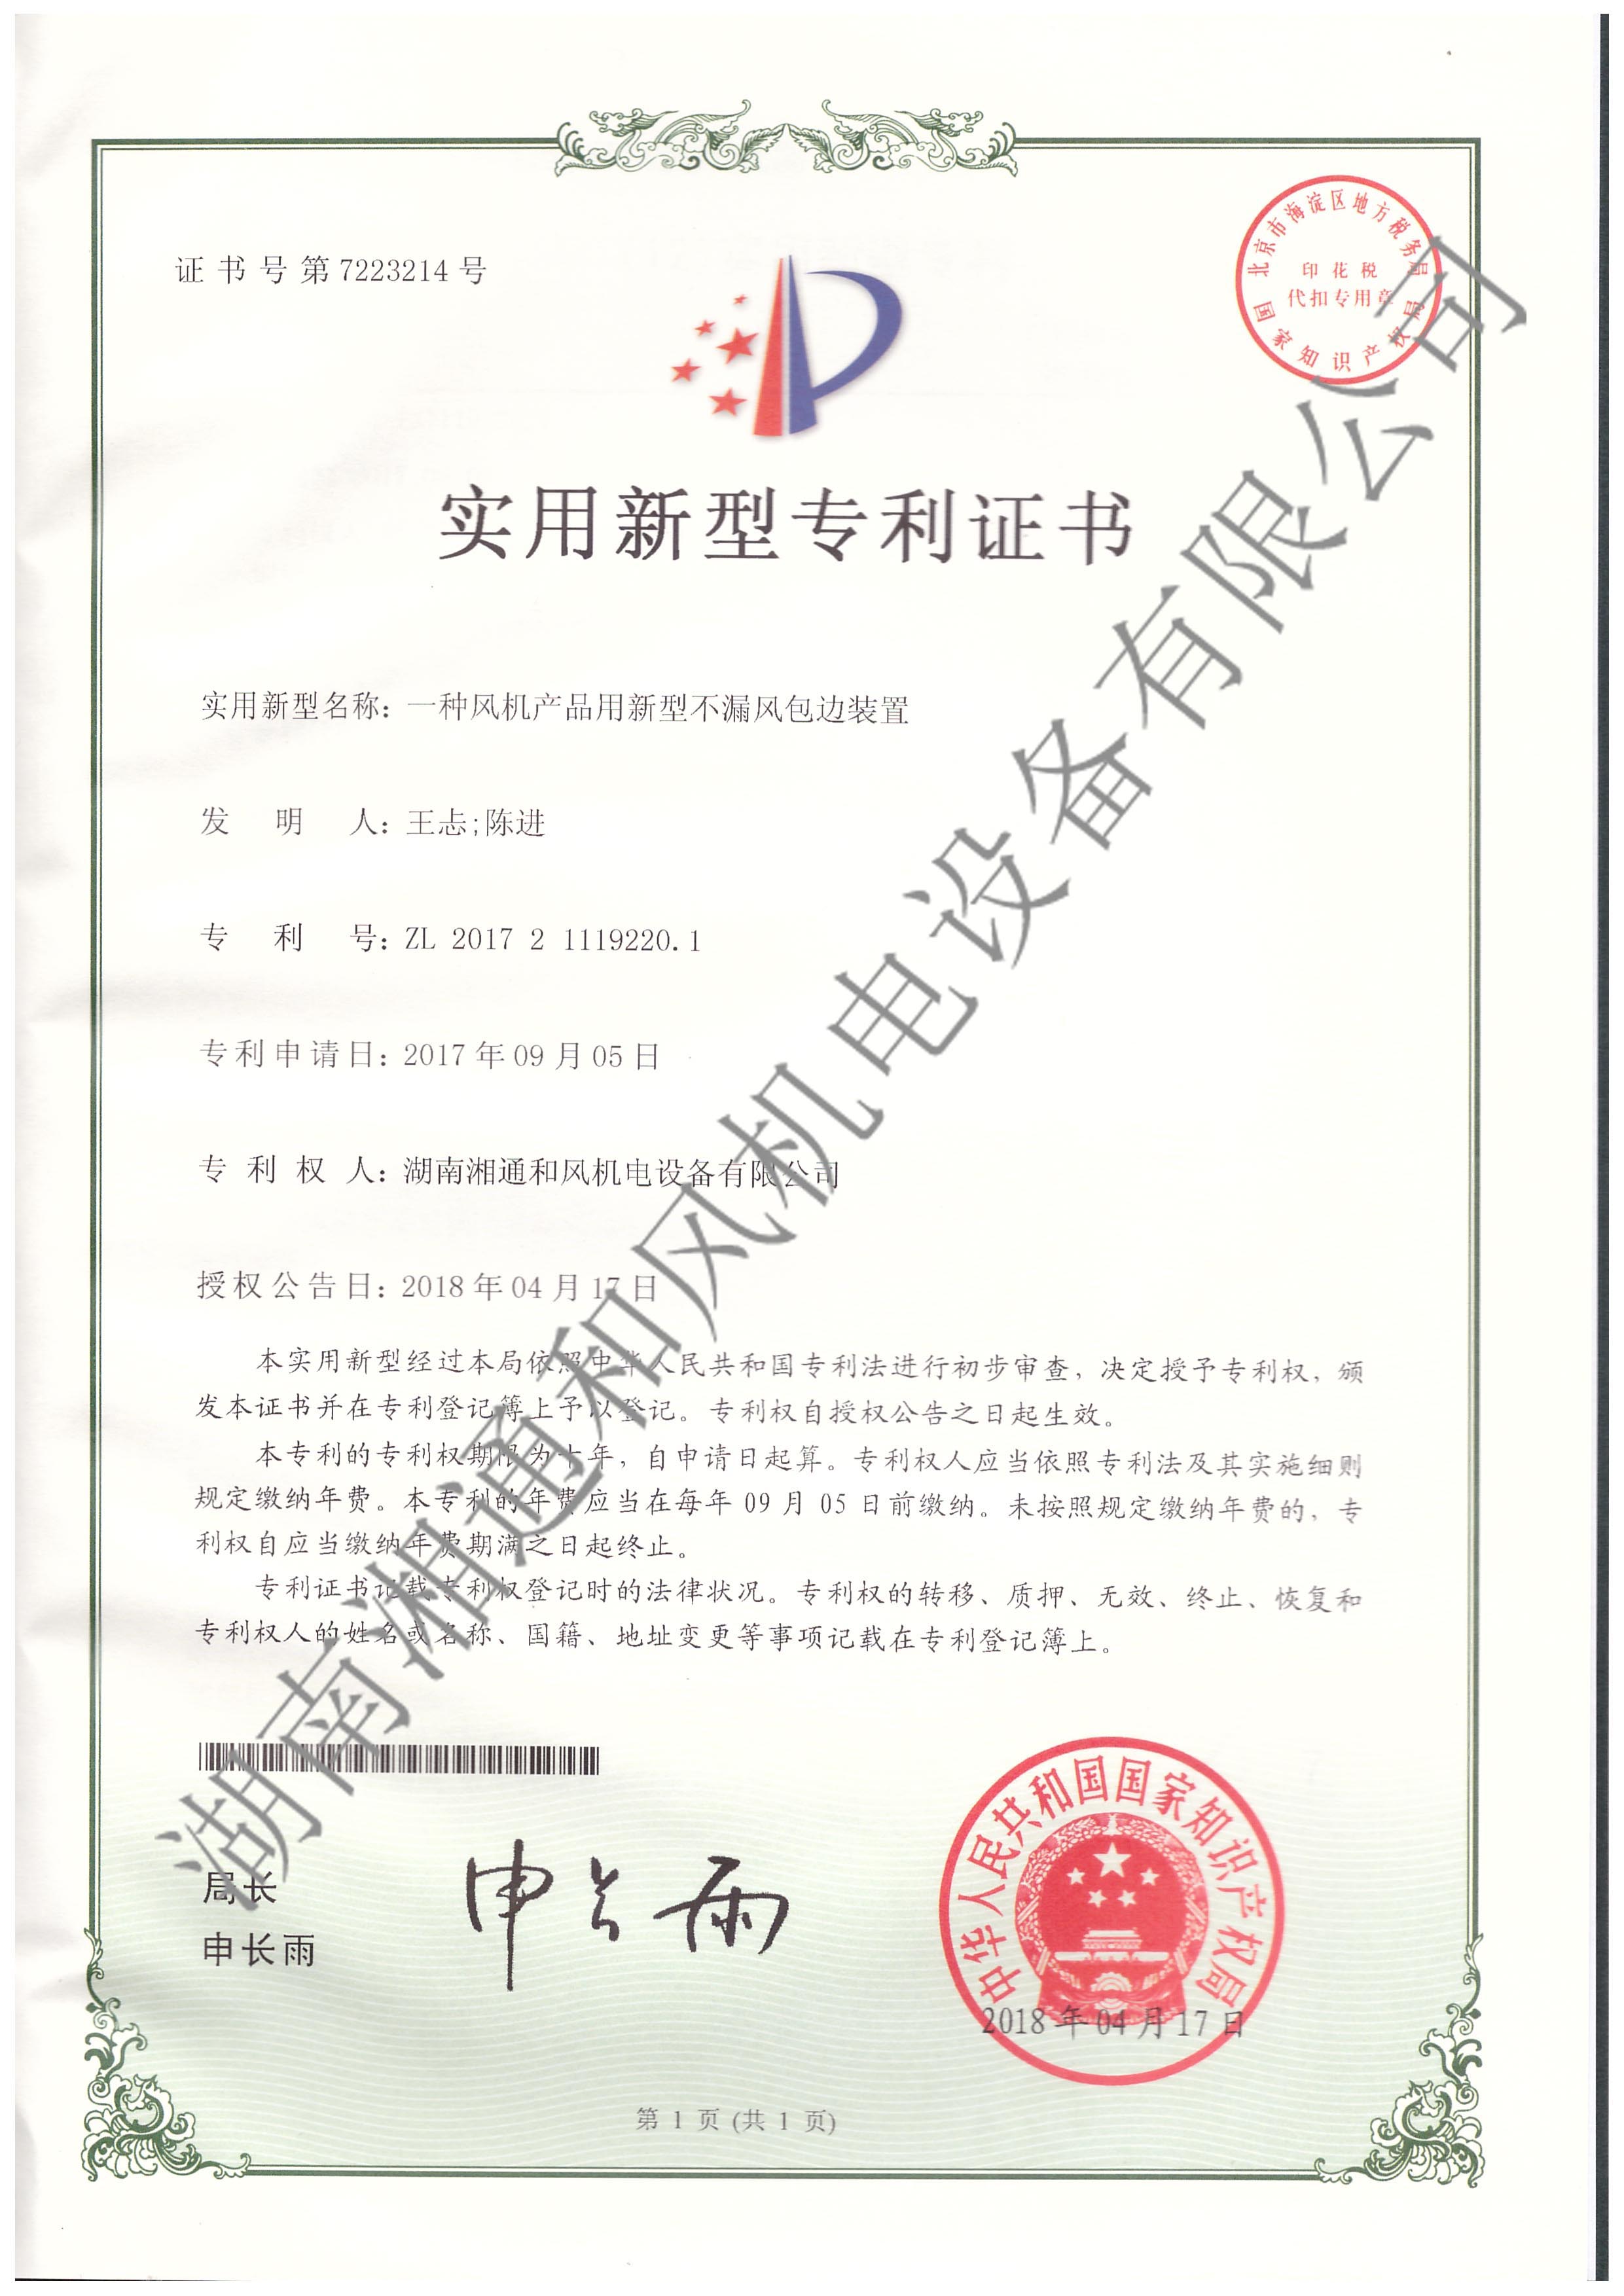 证书号第7223214号
北京市海淀区地方税务局
印花税
代扣专用章
国家知识产权局
实用新型专利证书
实用新型名称：一种风机产品用新型不漏风包边装置
发明人：王忐;陈进
专利号：ZL 2017 2 1119220.1
专利申请日：2017年09月05日
专利权人：湖南湘通和风机电设备有限公司
授权公告日：2018年04月17日
本实用新型经过本局依照中华人民共和国专利法进行初步审查，决定授予专利权，颁
发本证书并在专利登记簿上予以登记。专利权自授权公告之日起生效。
本专利的专利权期限为十年，自申请日起算。专利权人应当依照专利法及其实施细则
规定缴纳年费。本专利的年费应当在每年09月05日前缴纳。未按照规定缴纳年费的，专
利权自应当缴纳年费期满之日起终止。
专利证书记载专利权登记时的法律状况。专利权的转移、质押、无效、终止、恢复和
专利权人的姓名或名称、国籍、地址变更等事项记载在专利登记簿上。
局长
申长雨
申长雨
中华人民共和国国家知识产权局
2018年04月17日
第1页(共1页)
湖南湘通和风机电设备有限公司